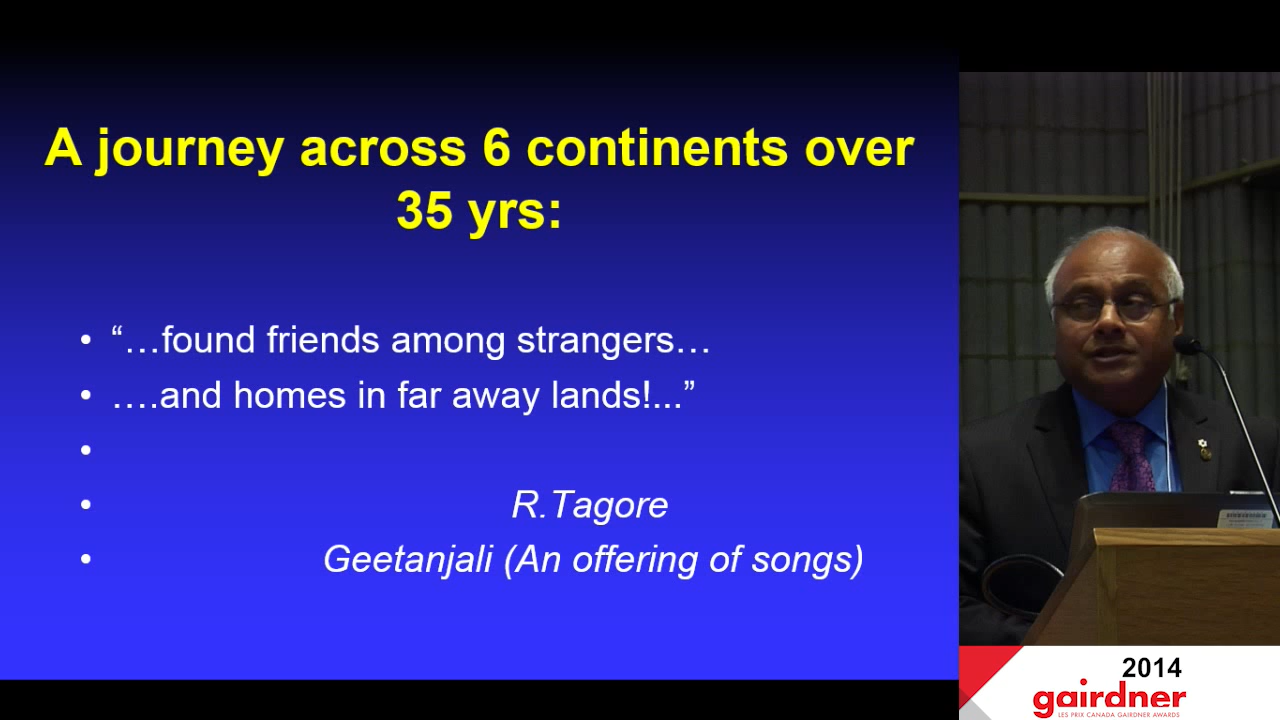 A journey across 6 continents over
35 yrs:
• “…found friends among strangers…
• ….and homes in far away lands!...”
•
• R.Tagore
• Geetanjali (An offering of songs)
2014
gairdner
LES PRIX CANADA GAIRDNER AWARDS